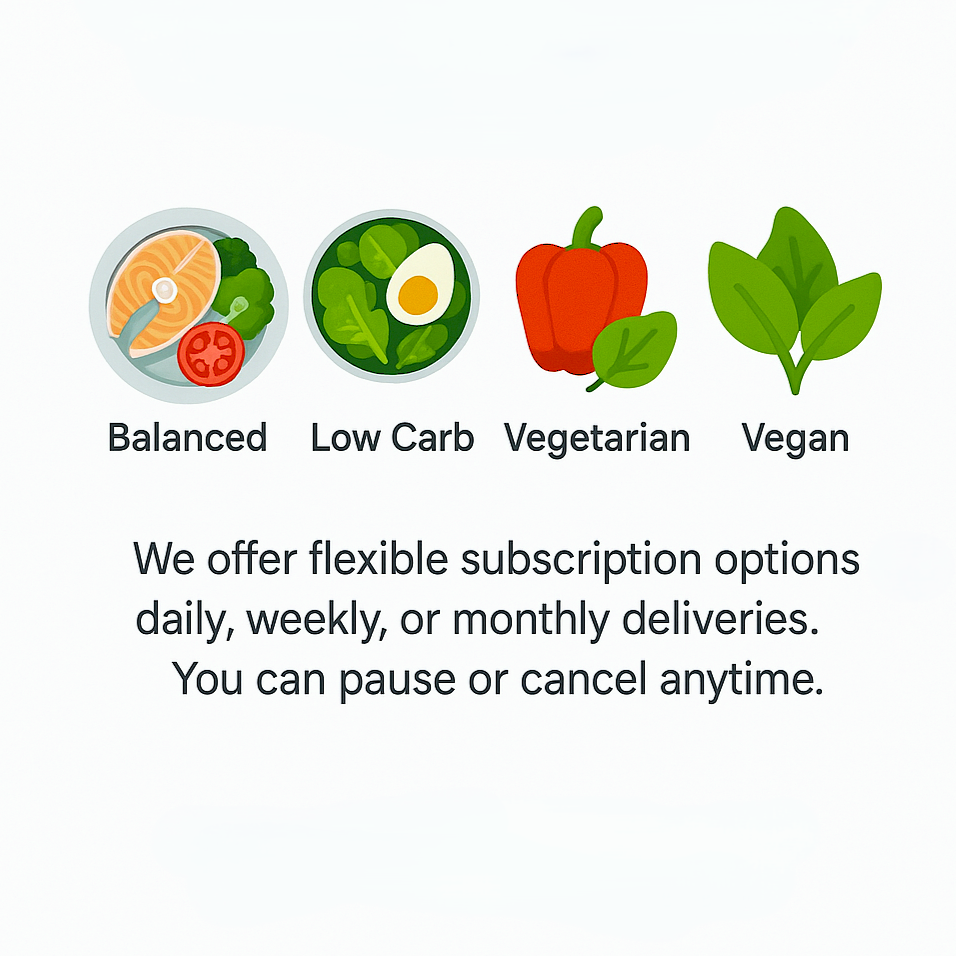 Balanced Low Carb Vegetarian Vegan
We offer flexible subscription options
daily, weekly, or monthly deliveries.
You can pause or cancel anytime.